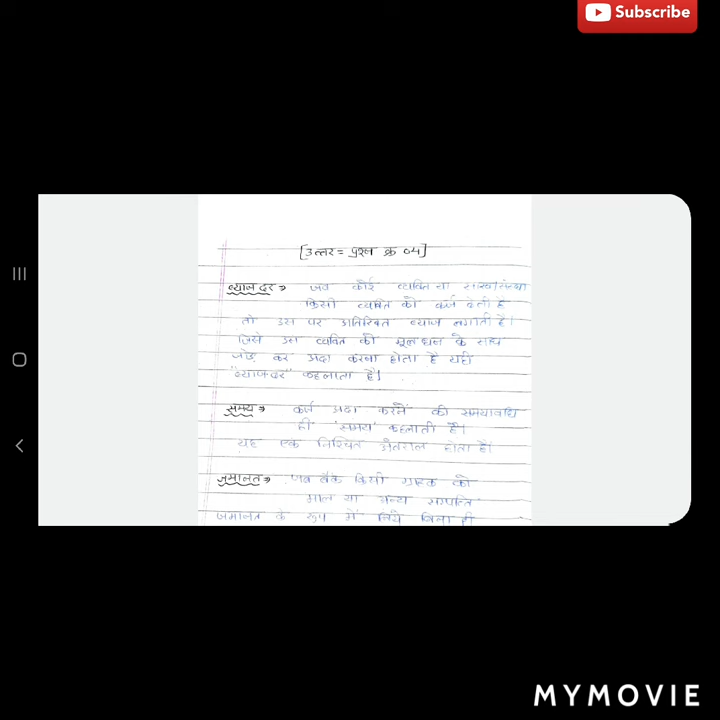 Subscribe
[उत्तर = प्रश्न क्र 04]
ब्याज दर → जब कोई व्यक्ति या साख संस्था
किसी व्यक्ति को कर्ज देती है
तो उस पर अतिरिक्त ब्याज लगाती है।
जिसे उस व्यक्ति को मूलधन के साथ
जोड़ कर अदा करना होता है यही
"ब्याजदर" कहलाता है।
समय → कर्ज अदा करने की समयावधि
ही 'समय' कहलाती है।
यह एक निश्चित अंतराल होता है।
जमानत → जब बैंक किसी ग्राहक को
माल या अन्य सम्पत्ति
जमानत के रूप में लिये बिना ही
MYMOVIE